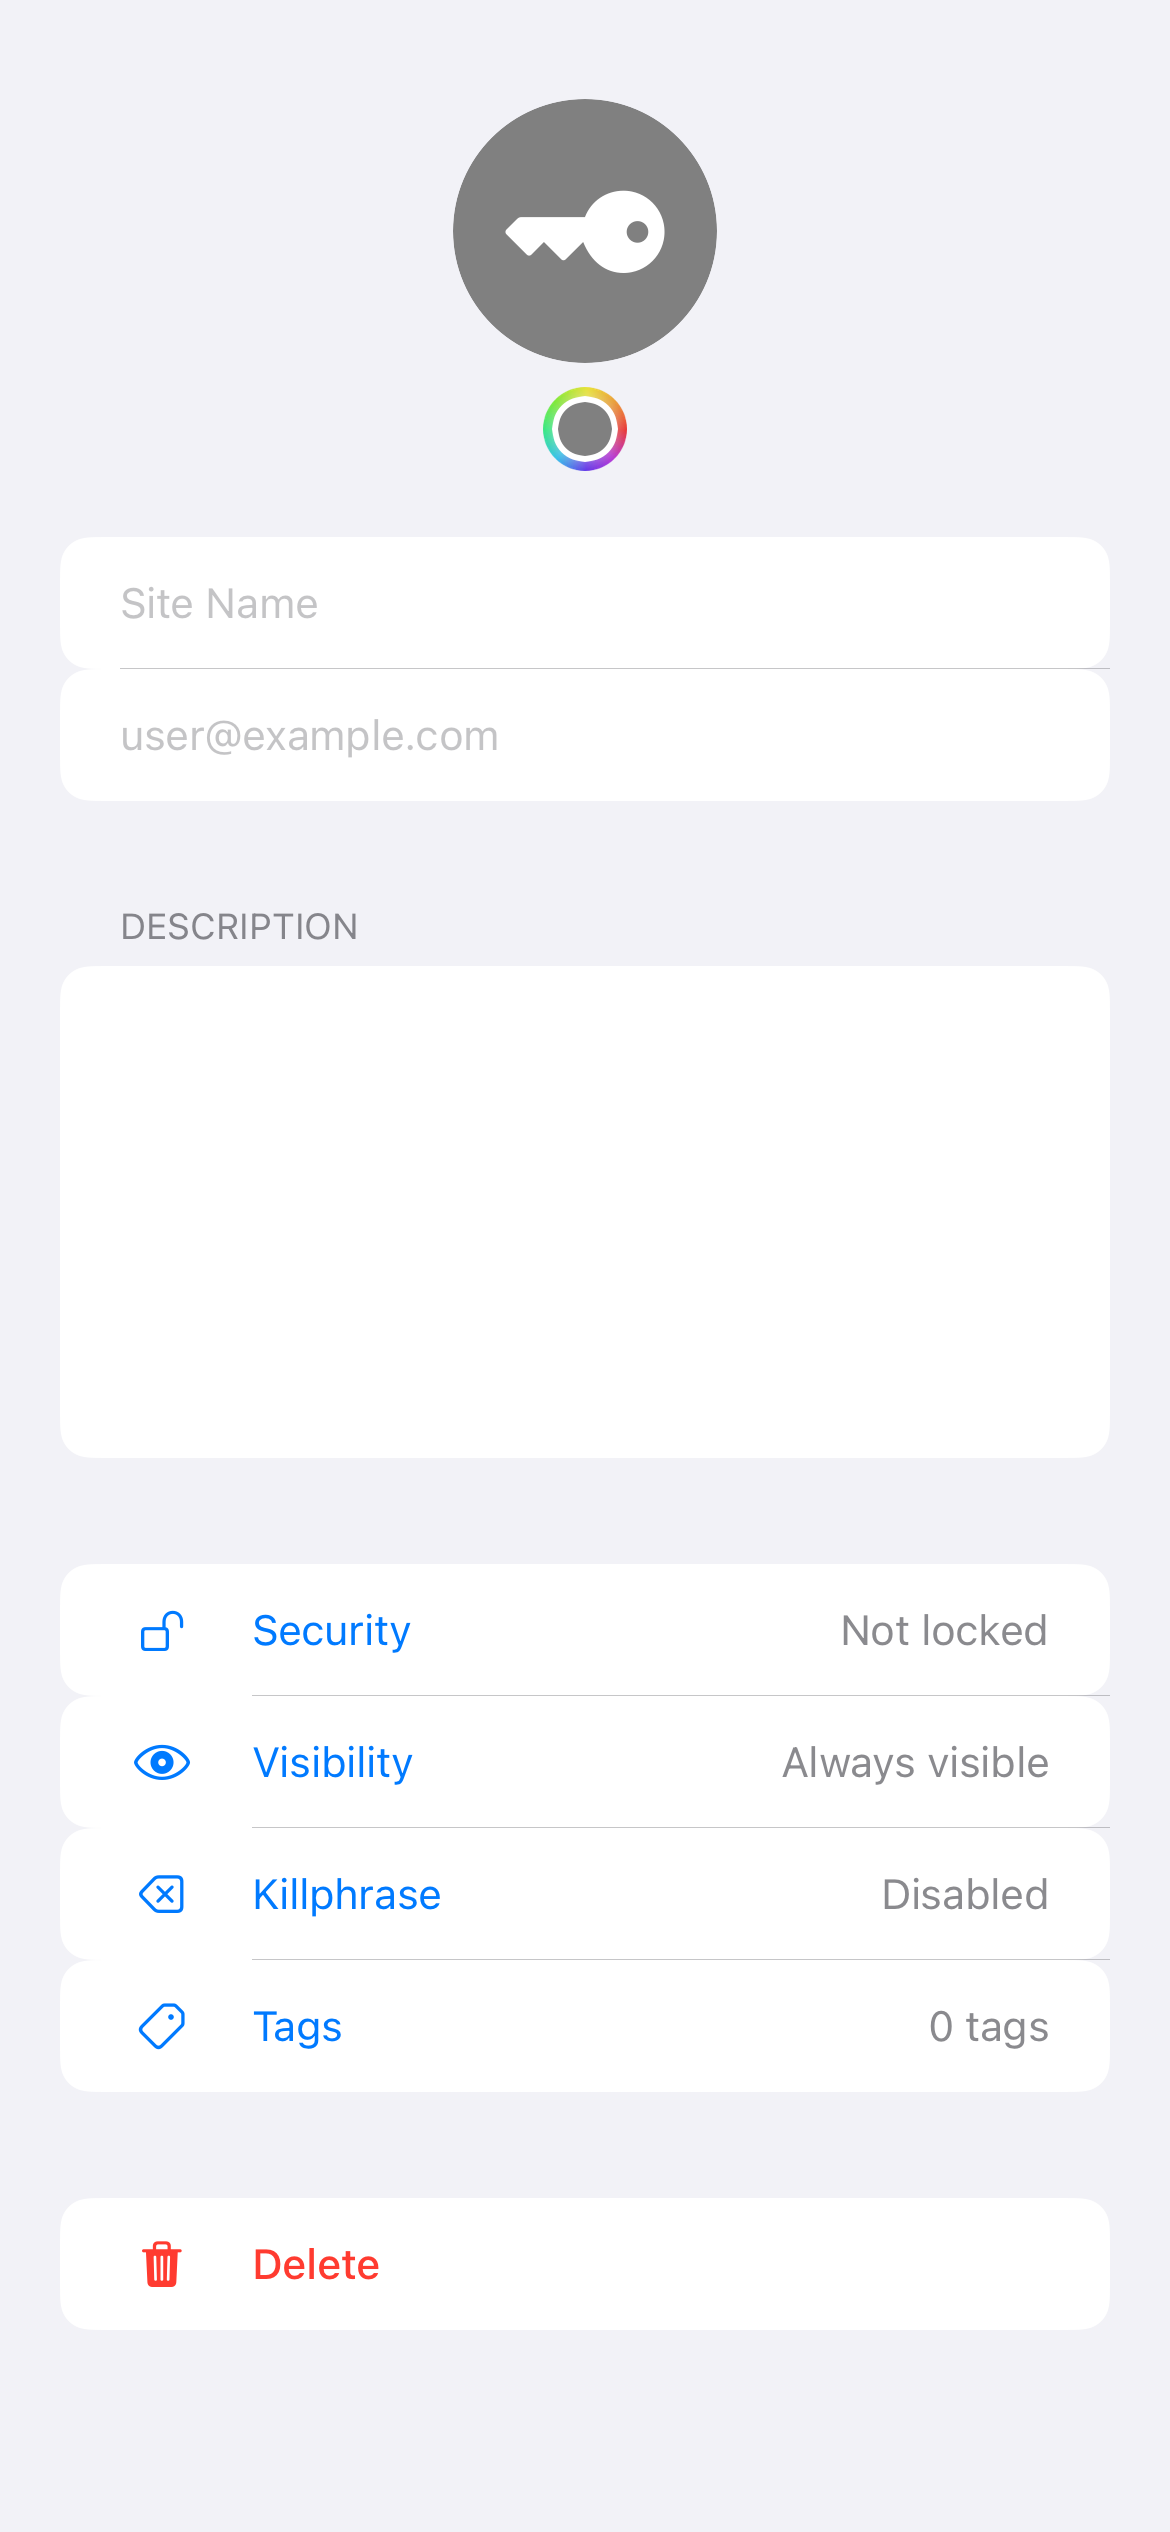 Site Name
user@example.com
DESCRIPTION
Security Not locked
Visibility Always visible
Killphrase Disabled
Tags 0 tags
Delete